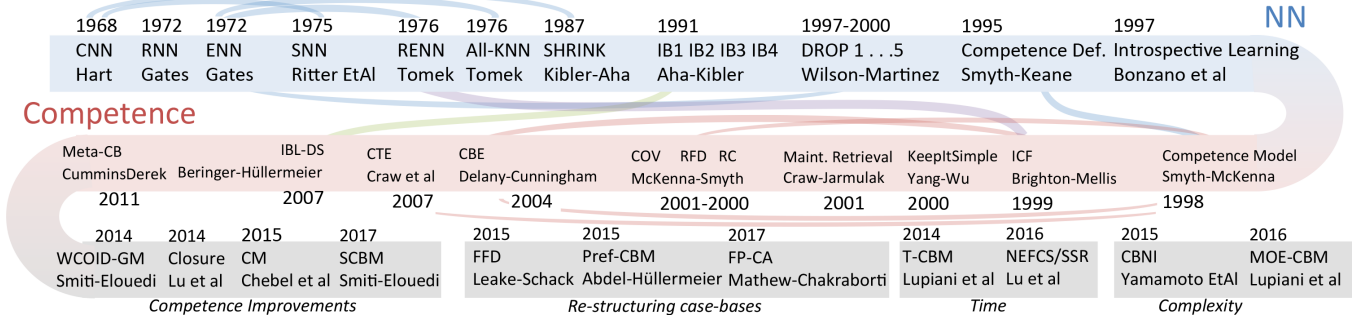 NN
1968 1972 1972 1975 1976 1976 1987 1991 1997-2000 1995 1997
CNN RNN ENN SNN RENN All-KNN SHRINK IB1 IB2 IB3 IB4 DROP 1 . . .5 Competence Def. Introspective Learning
Hart Gates Gates Ritter EtAl Tomek Tomek Kibler-Aha Aha-Kibler Wilson-Martinez Smyth-Keane Bonzano et al
Competence
Meta-CB IBL-DS CTE CBE COV RFD RC Maint. Retrieval KeepItSimple ICF Competence Model
CumminsDerek Beringer-Hüllermeier Craw et al Delany-Cunningham McKenna-Smyth Craw-Jarmulak Yang-Wu Brighton-Mellis Smyth-McKenna
2011 2007 2007 2004 2001-2000 2001 2000 1999 1998
2014 2014 2015 2017 2015 2015 2017 2014 2016 2015 2016
WCOID-GM Closure CM SCBM FFD Pref-CBM FP-CA T-CBM NEFCS/SSR CBNI MOE-CBM
Smiti-Elouedi Lu et al Chebel et al Smiti-Elouedi Leake-Schack Abdel-Hüllermeier Mathew-Chakraborti Lupiani et al Lu et al Yamamoto EtAl Lupiani et al
Competence Improvements Re-structuring case-bases Time Complexity